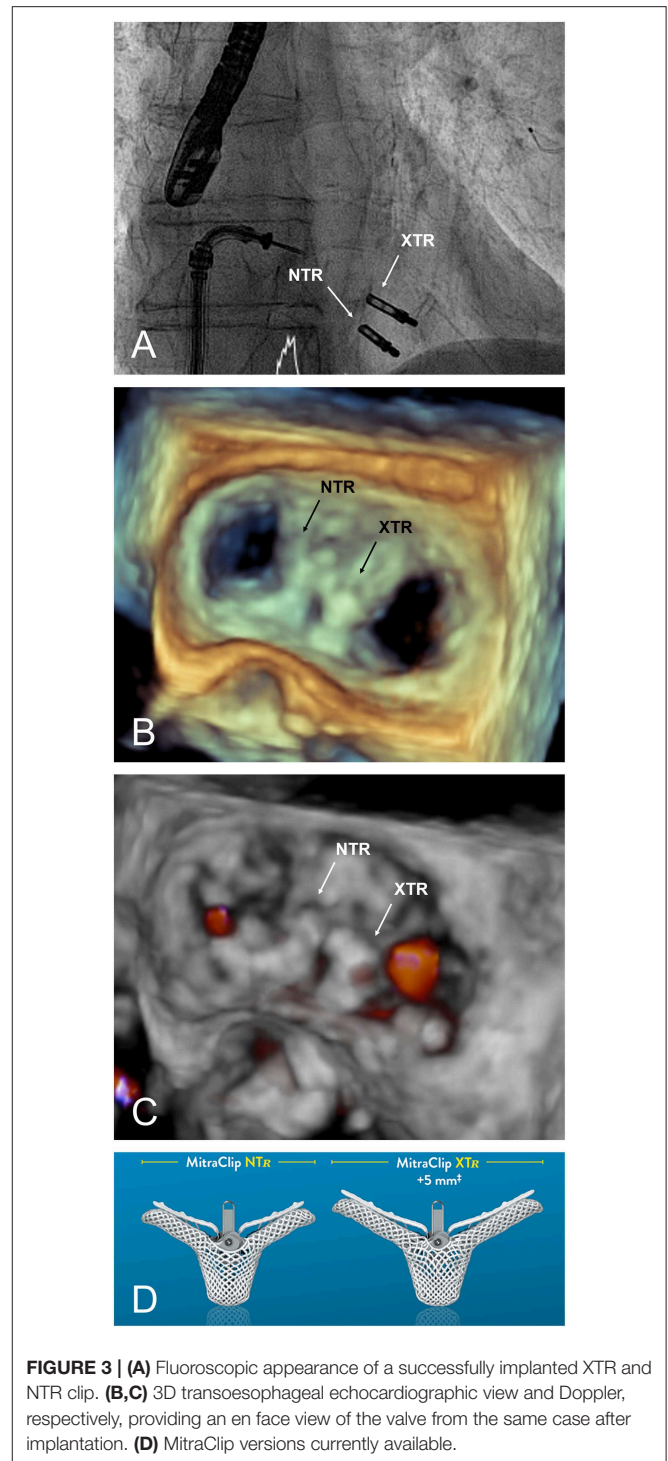 XTR
NTR
A
NTR
XTR
B
NTR
XTR
C
MitraClip NTR
MitraClip XTR
+5 mm‡
D
FIGURE 3 | (A) Fluoroscopic appearance of a successfully implanted XTR and
NTR clip. (B,C) 3D transoesophageal echocardiographic view and Doppler,
respectively, providing an en face view of the valve from the same case after
implantation. (D) MitraClip versions currently available.